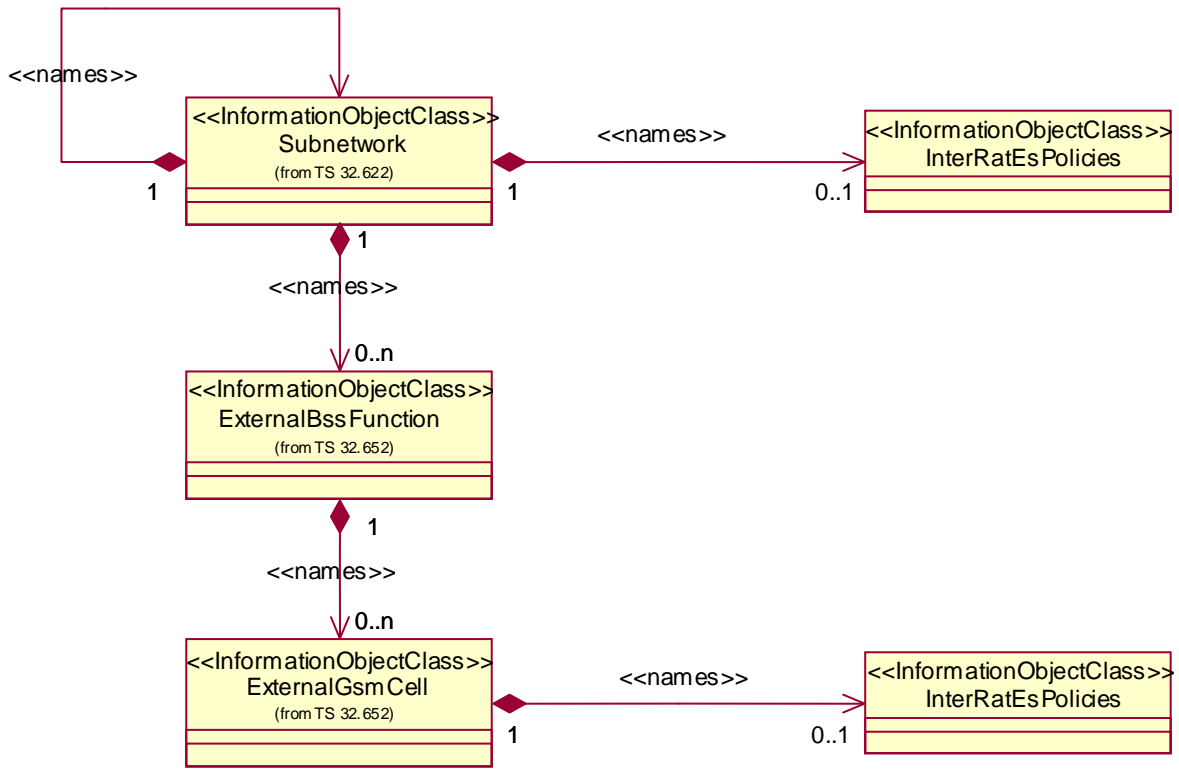 <<names>>
<<InformationObjectClass>>
Subnetwork
(from TS 32.622)
1
1
<<names>>
<<InformationObjectClass>>
InterRatEsPolicies
0..1
1
<<names>>
0..n
<<InformationObjectClass>>
ExternalBssFunction
(from TS 32.652)
1
<<names>>
0..n
<<InformationObjectClass>>
ExternalGsmCell
(from TS 32.652)
1
<<names>>
<<InformationObjectClass>>
InterRatEsPolicies
0..1